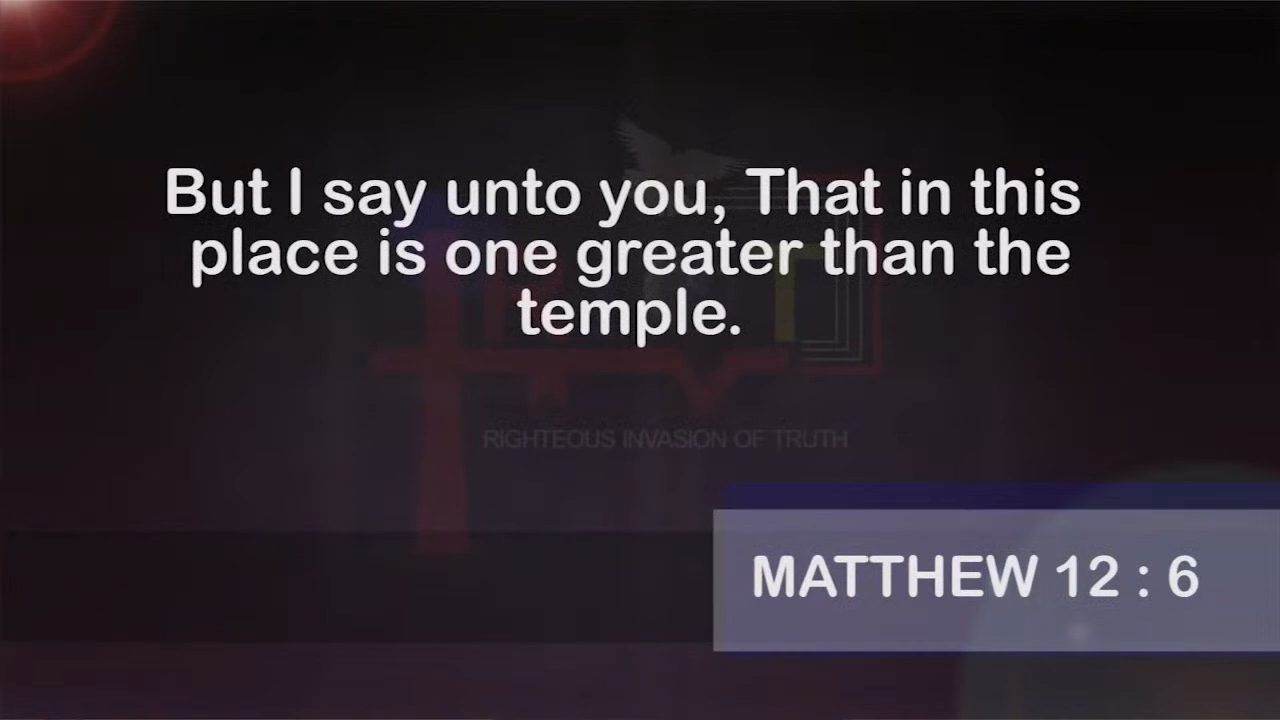 But I say unto you, That in this
place is one greater than the
temple.
RIGHTEOUS INVASION OF TRUTH
MATTHEW 12 : 6